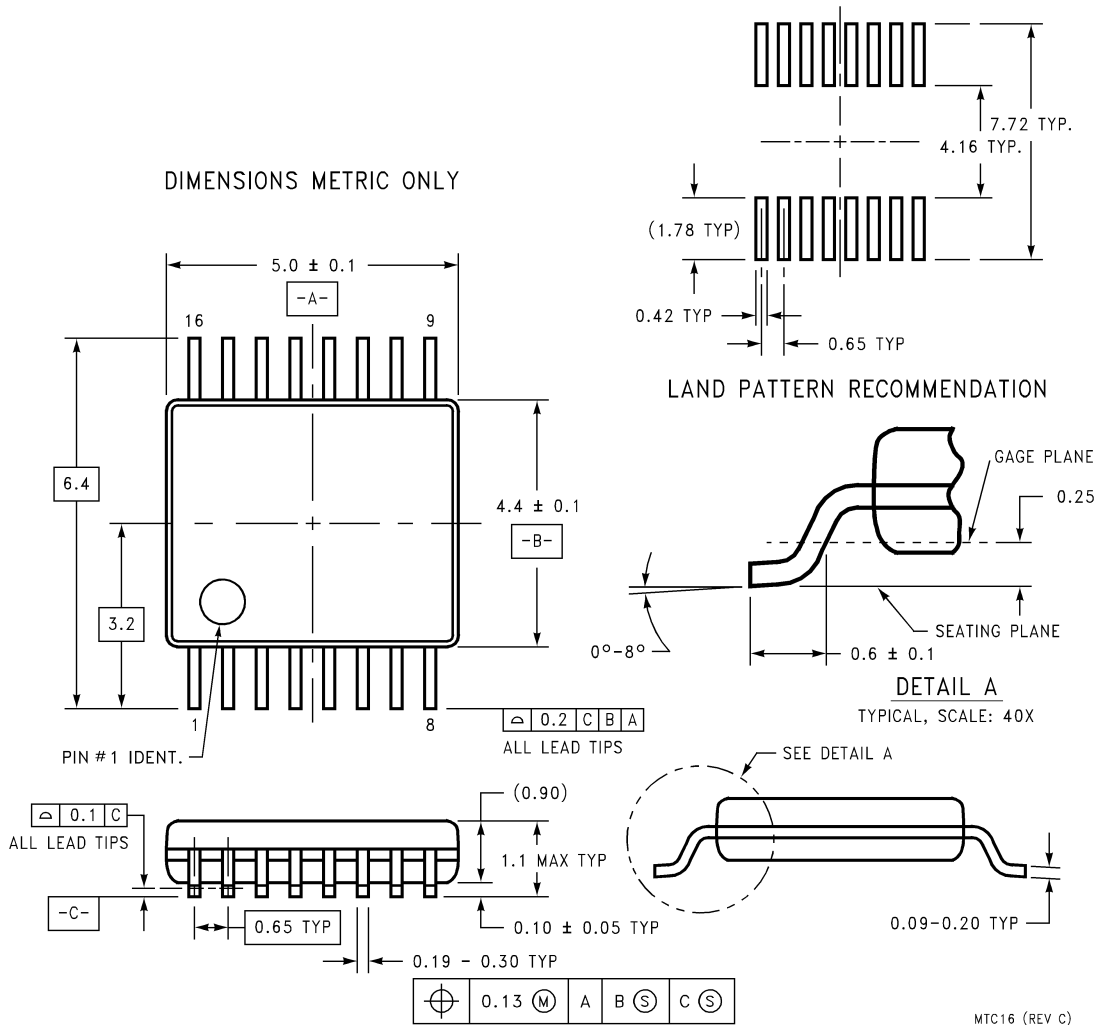 7.72 TYP.
4.16 TYP.
DIMENSIONS METRIC ONLY
(1.78 TYP)
5.0 ± 0.1
-A-
0.42 TYP
16
9
0.65 TYP
LAND PATTERN RECOMMENDATION
GAGE PLANE
6.4
0.25
4.4 ± 0.1
-B-
3.2
SEATING PLANE
0°-8°
0.6 ± 0.1
DETAIL A
TYPICAL, SCALE: 40X
1
8
⌓ 0.2 C B A
ALL LEAD TIPS
PIN #1 IDENT.
SEE DETAIL A
(0.90)
⌓ 0.1 C
ALL LEAD TIPS
1.1 MAX TYP
-C-
0.65 TYP
0.10 ± 0.05 TYP
0.09-0.20 TYP
0.19 - 0.30 TYP
⌖ 0.13 Ⓜ A B Ⓢ C Ⓢ
MTC16 (REV C)